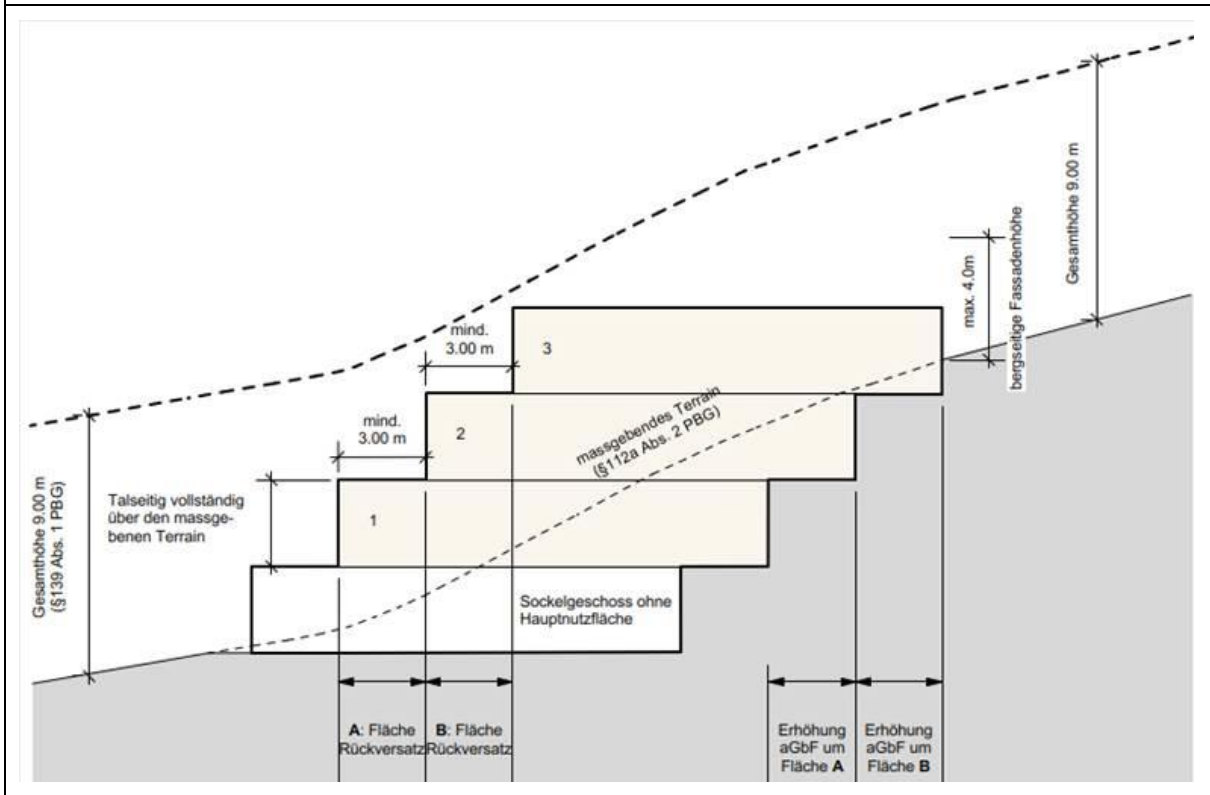 Gesamthöhe 9.00 m
max. 4.0m
bergseitige Fassadenhöhe
mind.
3.00 m
3
mind.
3.00 m
2
massgebendes Terrain
(§112a Abs. 2 PBG)
Gesamthöhe 9.00 m
(§139 Abs. 1 PBG)
Talseitig vollständig
über den massge-
benen Terrain
1
Sockelgeschoss ohne
Hauptnutzfläche
A: Fläche
Rückversatz
B: Fläche
Rückversatz
Erhöhung
aGbF um
Fläche A
Erhöhung
aGbF um
Fläche B